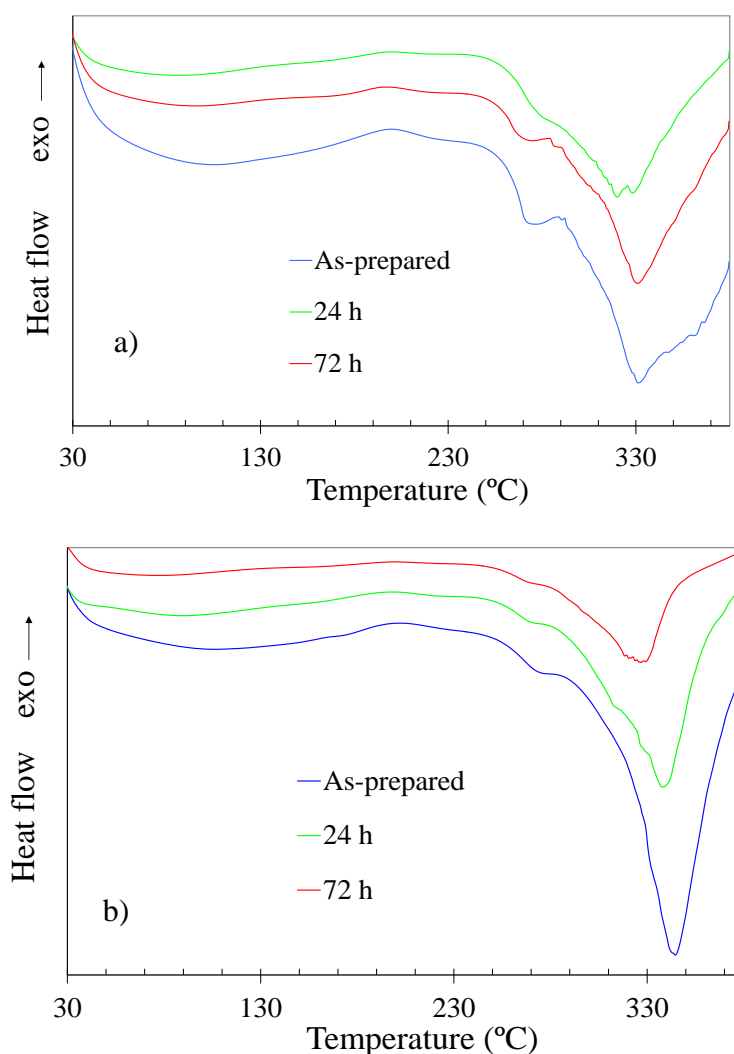 Heat flow exo
As-prepared
24 h
72 h
a)
30 130 230 330
Temperature (ºC)
Heat flow exo
As-prepared
24 h
72 h
b)
30 130 230 330
Temperature (ºC)